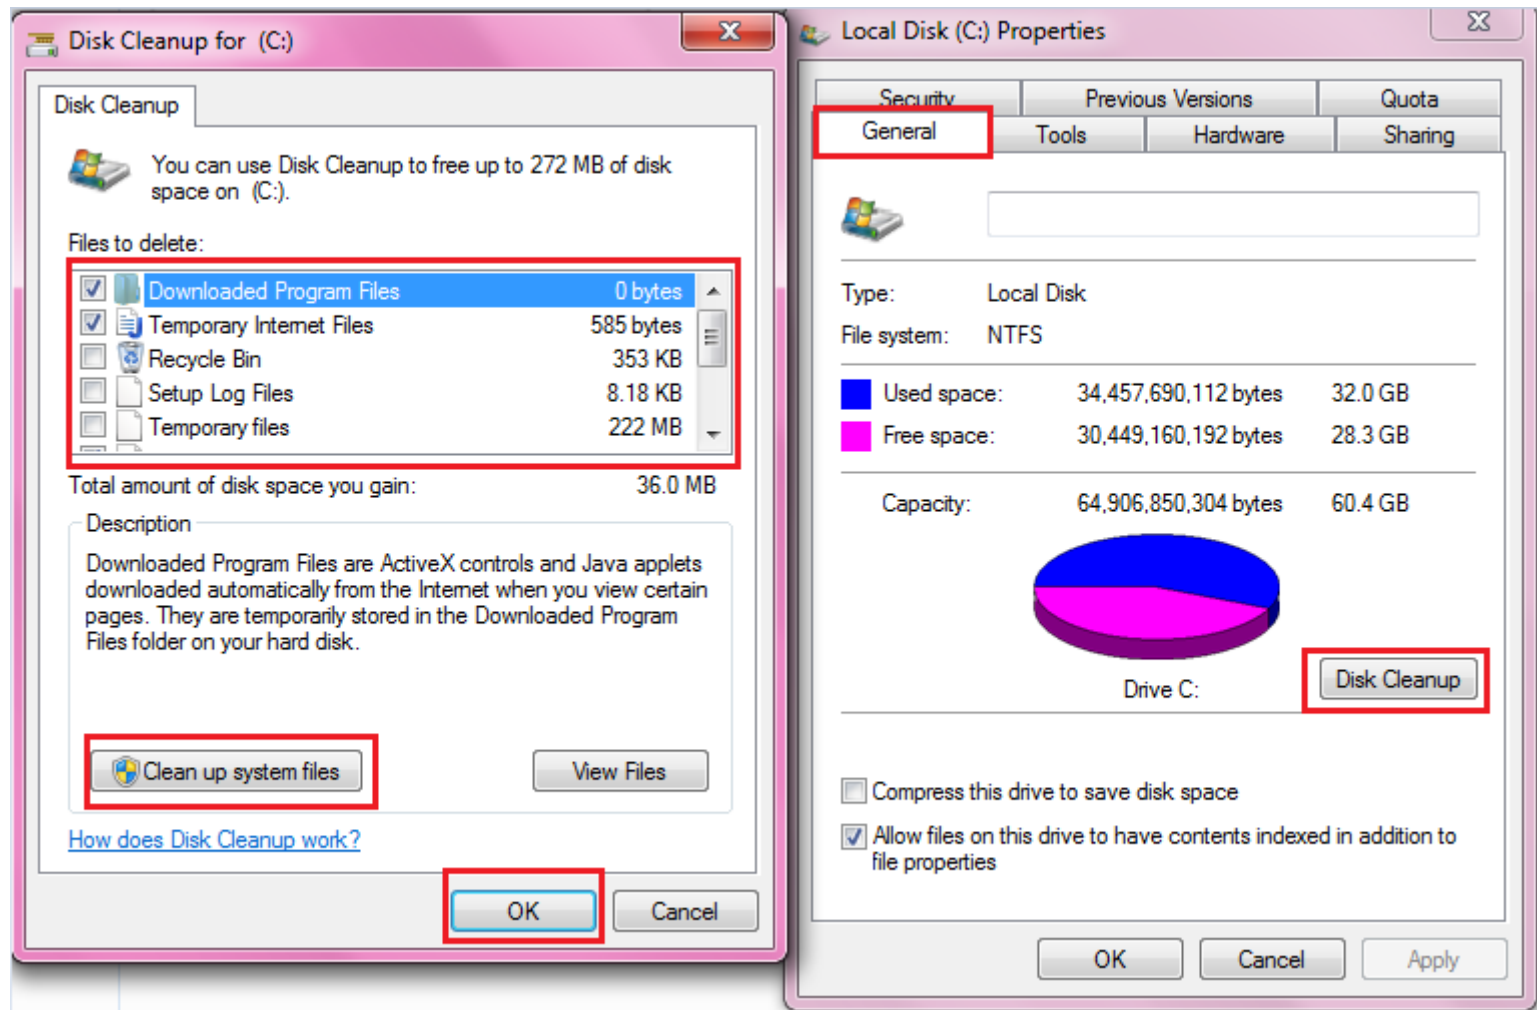 Disk Cleanup for (C:)
Disk Cleanup
You can use Disk Cleanup to free up to 272 MB of disk
space on (C:).
Files to delete:
Downloaded Program Files 0 bytes
Temporary Internet Files 585 bytes
Recycle Bin 353 KB
Setup Log Files 8.18 KB
Temporary files 222 MB
Total amount of disk space you gain: 36.0 MB
Description
Downloaded Program Files are ActiveX controls and Java applets
downloaded automatically from the Internet when you view certain
pages. They are temporarily stored in the Downloaded Program
Files folder on your hard disk.
Clean up system files View Files
How does Disk Cleanup work?
OK Cancel
Local Disk (C:) Properties
Security Previous Versions Quota
General Tools Hardware Sharing
Type: Local Disk
File system: NTFS
Used space: 34,457,690,112 bytes 32.0 GB
Free space: 30,449,160,192 bytes 28.3 GB
Capacity: 64,906,850,304 bytes 60.4 GB
Drive C:
Disk Cleanup
Compress this drive to save disk space
Allow files on this drive to have contents indexed in addition to
file properties
OK Cancel Apply